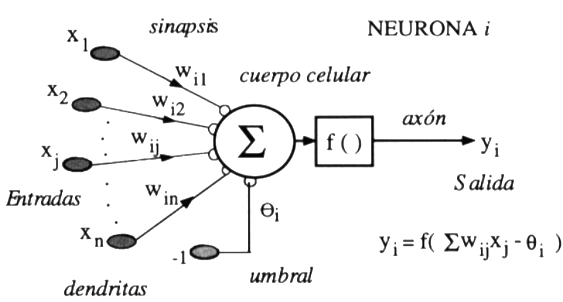 sinapsis
NEURONA i
x1
wi1
cuerpo celular
x2
wi2
axón
xj
wij
Σ
f ( )
yi
Entradas
win
Salida
θi
xn
-1
yi = f( Σwijxj - θi )
umbral
dendritas